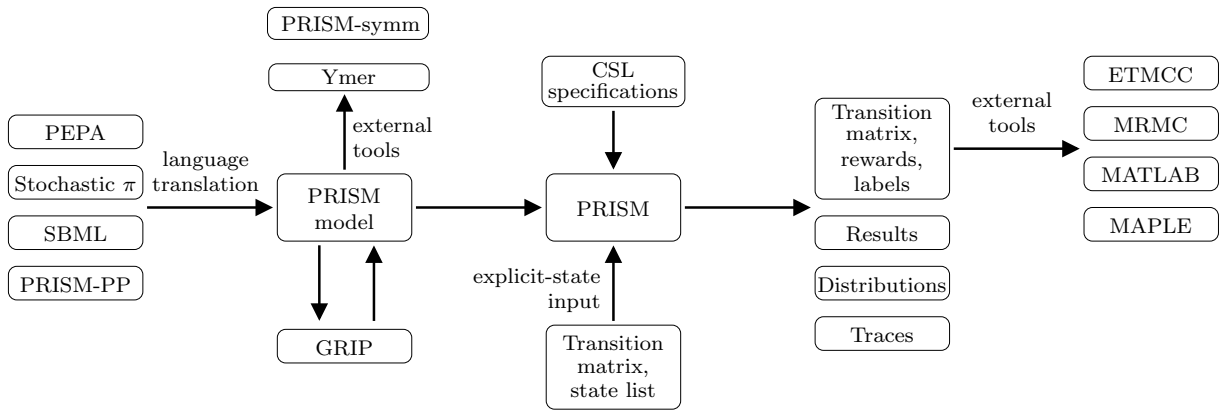 PRISM-symm
Ymer
external
tools
PEPA
Stochastic π
SBML
PRISM-PP
language
translation
PRISM
model
GRIP
CSL
specifications
PRISM
explicit-state
input
Transition
matrix,
state list
Transition
matrix,
rewards,
labels
Results
Distributions
Traces
external
tools
ETMCC
MRMC
MATLAB
MAPLE